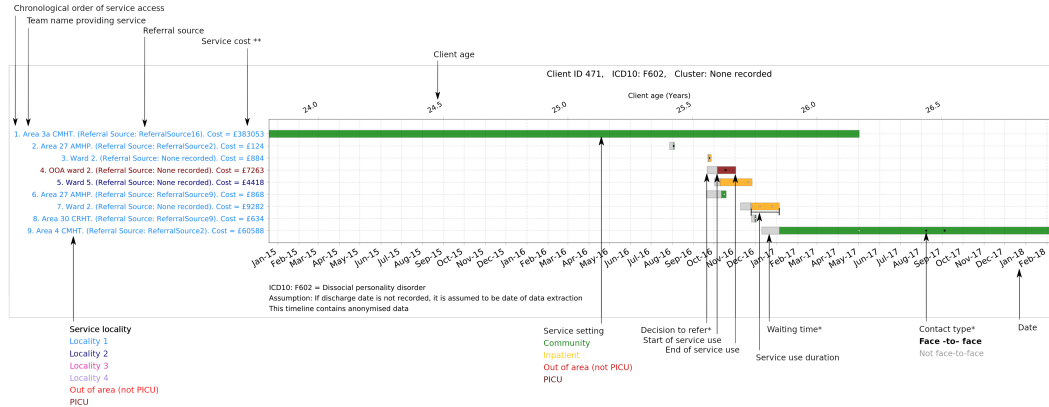 Chronological order of service access
Team name providing service
Referral source
Service cost **
Client age
Client ID 471, ICD10: F602, Cluster: None recorded
Client age (Years)
24.0 24.5 25.0 25.5 26.0 26.5
1. Area 3a CMHT. (Referral Source: ReferralSource16). Cost = £383053
2. Area 27 AMHP. (Referral Source: ReferralSource2). Cost = £124
3. Ward 2. (Referral Source: None recorded). Cost = £884
4. OOA ward 2. (Referral Source: None recorded). Cost = £7263
5. Ward 5. (Referral Source: None recorded). Cost = £4418
6. Area 27 AMHP. (Referral Source: ReferralSource9). Cost = £868
7. Ward 2. (Referral Source: None recorded). Cost = £9282
8. Area 30 CRHT. (Referral Source: ReferralSource9). Cost = £634
9. Area 4 CMHT. (Referral Source: ReferralSource2). Cost = £60588
Jan-15 Feb-15 Mar-15 Apr-15 May-15 Jun-15 Jul-15 Aug-15 Sep-15 Oct-15 Nov-15 Dec-15 Jan-16 Feb-16 Mar-16 Apr-16 May-16 Jun-16 Jul-16 Aug-16 Sep-16 Oct-16 Nov-16 Dec-16 Jan-17 Feb-17 Mar-17 Apr-17 May-17 Jun-17 Jul-17 Aug-17 Sep-17 Oct-17 Nov-17 Dec-17 Jan-18 Feb-18
ICD10: F602 = Dissocial personality disorder
Assumption: If discharge date is not recorded, it is assumed to be date of data extraction
This timeline contains anonymised data
Service locality
Locality 1
Locality 2
Locality 3
Locality 4
Out of area (not PICU)
PICU
Service setting
Community
Inpatient
Out of area (not PICU)
PICU
Decision to refer*
Start of service use
End of service use
Waiting time*
Service use duration
Contact type*
Face -to- face
Not face-to-face
Date